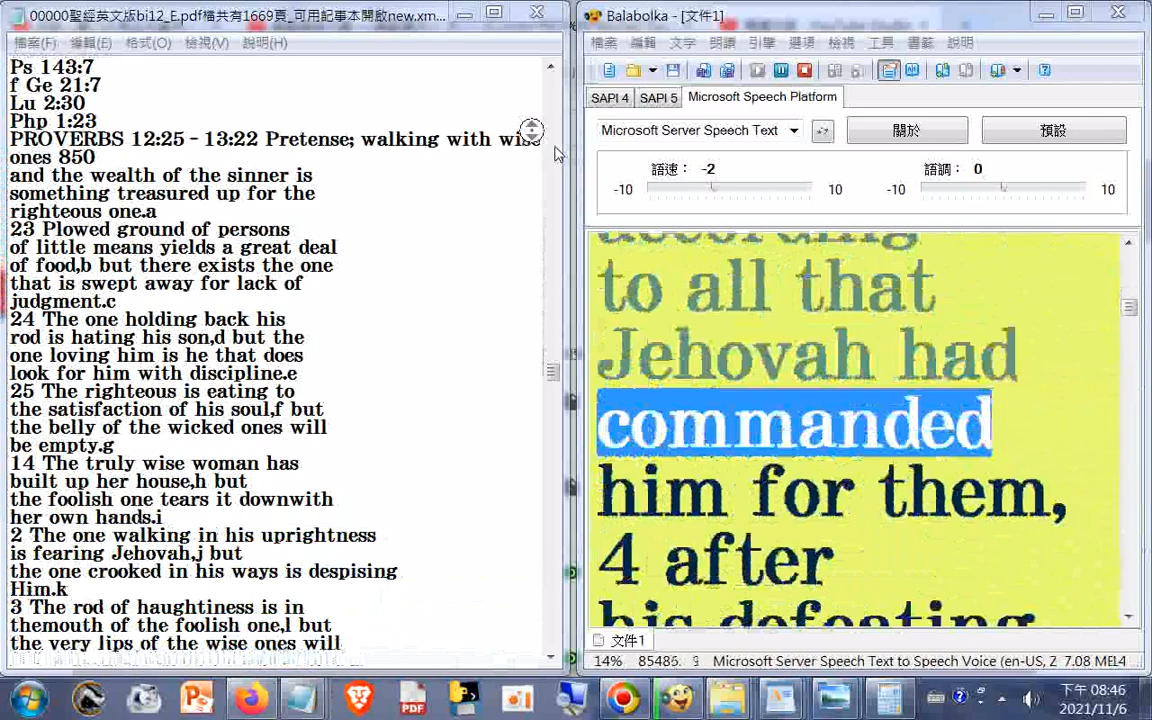 00000聖經英文版bi12_E.pdf檔共有1669頁_可用記事本開啟new.xm...
檔案(F) 編輯(E) 格式(O) 檢視(V) 說明(H)
Ps 143:7
f Ge 21:7
Lu 2:30
Php 1:23
PROVERBS 12:25 - 13:22 Pretense; walking with wise
ones 850
and the wealth of the sinner is
something treasured up for the
righteous one.a
23 Plowed ground of persons
of little means yields a great deal
of food,b but there exists the one
that is swept away for lack of
judgment.c
24 The one holding back his
rod is hating his son,d but the
one loving him is he that does
look for him with discipline.e
25 The righteous is eating to
the satisfaction of his soul,f but
the belly of the wicked ones will
be empty.g
14 The truly wise woman has
built up her house,h but
the foolish one tears it downwith
her own hands.i
2 The one walking in his uprightness
is fearing Jehovah,j but
the one crooked in his ways is despising
Him.k
3 The rod of haughtiness is in
themouth of the foolish one,l but
the very lips of the wise ones will
Balabolka - [文件1]
檔案 編輯 文字 朗讀 引擎 選項 檢視 工具 書籤 說明
SAPI 4 SAPI 5 Microsoft Speech Platform
Microsoft Server Speech Text 關於 預設
語速： -2 語調： 0
-10 10 -10 10
according
to all that
Jehovah had
commanded
him for them,
4 after
his defeating
文件1
14% 85486. Microsoft Server Speech Text to Speech Voice (en-US, Z 7.08 ME14
下午 08:46
2021/11/6